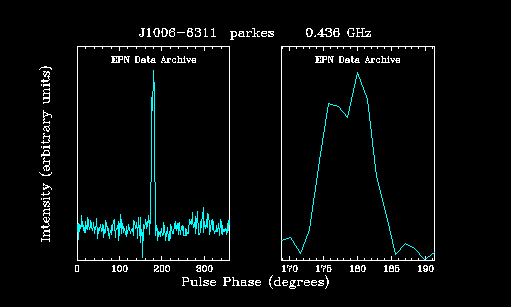 J1006-6311 parkes 0.436 GHz
EPN Data Archive
EPN Data Archive
Intensity (arbitrary units)
0 100 200 300
170 175 180 185 190
Pulse Phase (degrees)